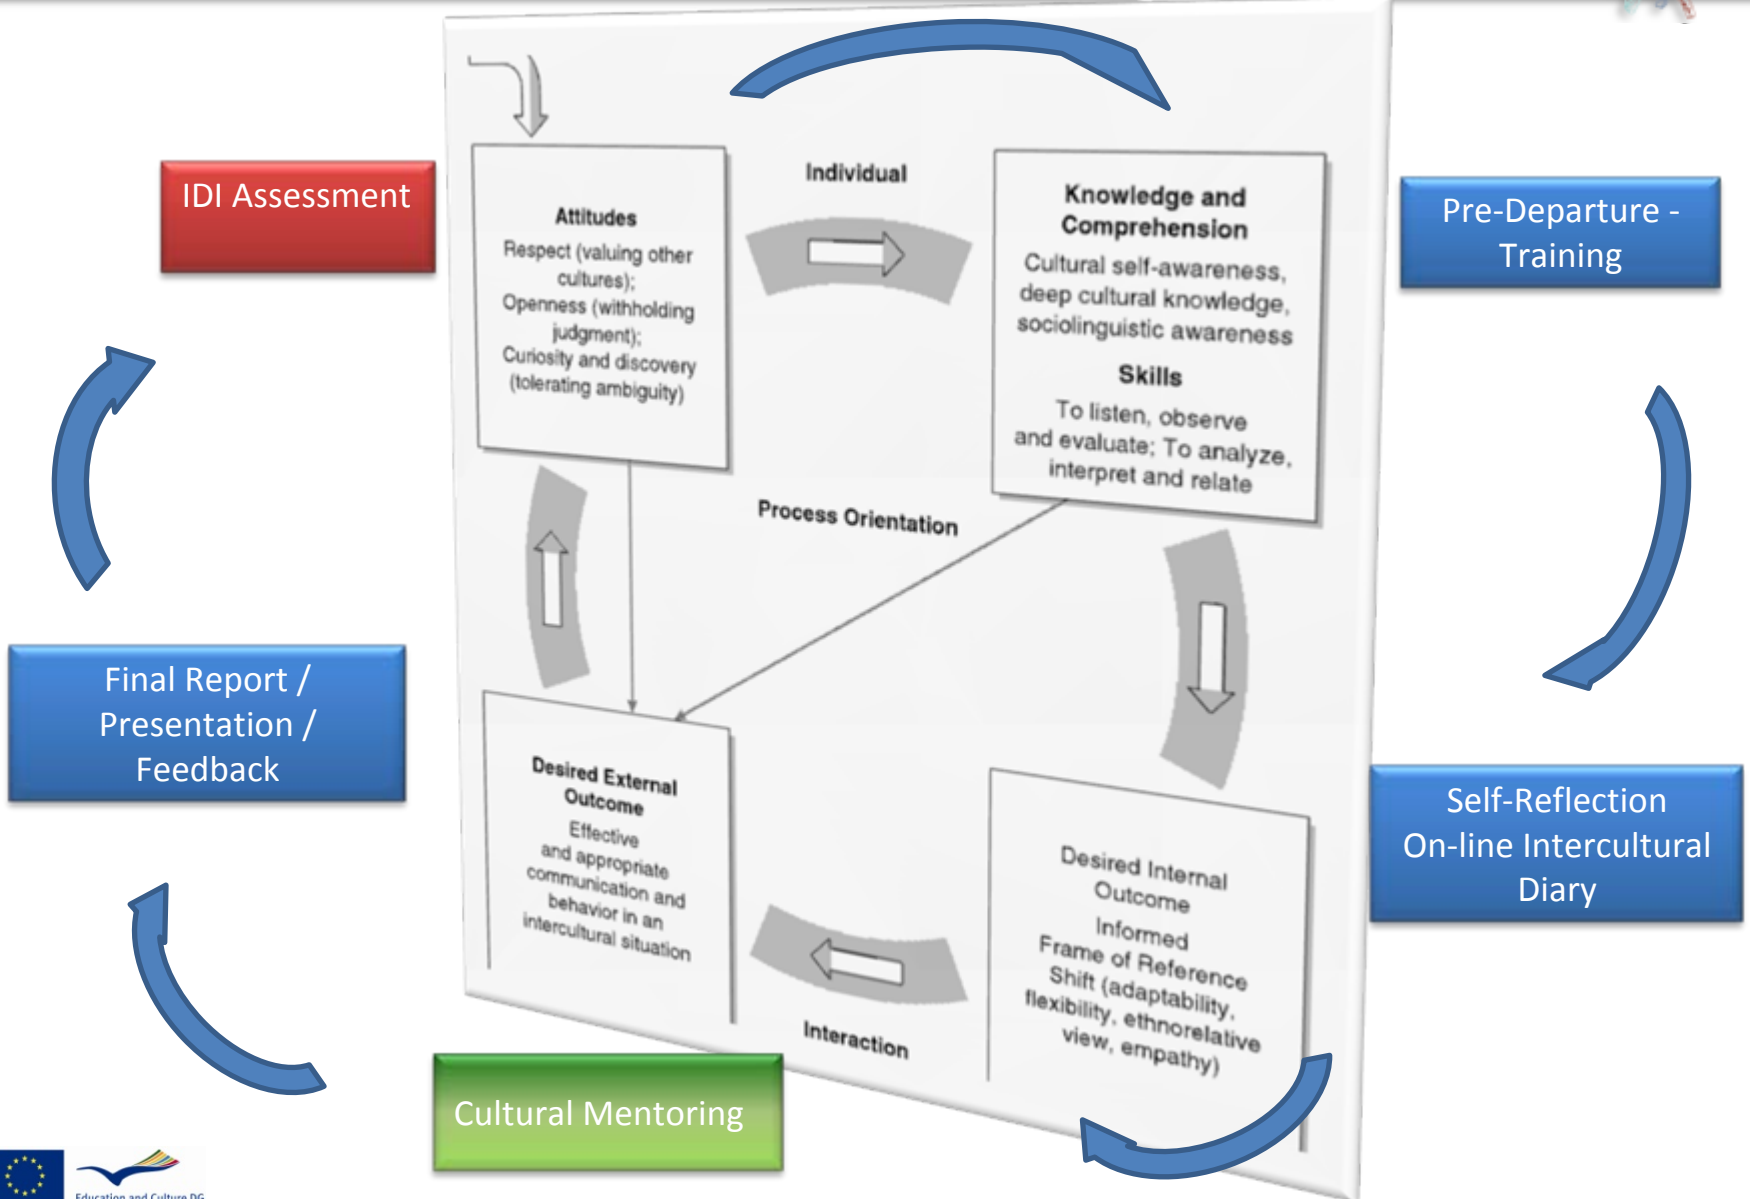 IDI Assessment
Attitudes
Respect (valuing other
cultures);
Openness (withholding
judgment);
Curiosity and discovery
(tolerating ambiguity)
Individual
Knowledge and
Comprehension
Cultural self-awareness,
deep cultural knowledge,
sociolinguistic awareness
Skills
To listen, observe
and evaluate; To analyze,
interpret and relate
Pre-Departure -
Training
Process Orientation
Final Report /
Presentation /
Feedback
Desired External
Outcome
Effective
and appropriate
communication and
behavior in an
intercultural situation
Interaction
Desired Internal
Outcome
Informed
Frame of Reference
Shift (adaptability,
flexibility, ethnorelative
view, empathy)
Self-Reflection
On-line Intercultural
Diary
Cultural Mentoring
Education and Culture DG